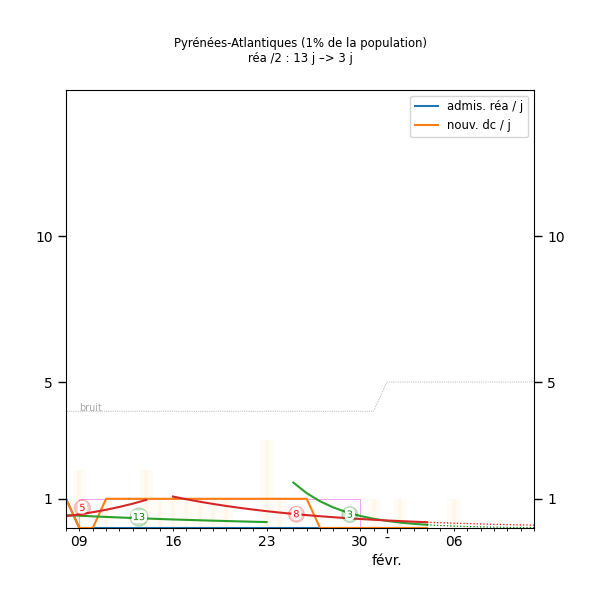 Pyrénées-Atlantiques (1% de la population)
réa /2 : 13 j –> 3 j
admis. réa / j
nouv. dc / j
10 10
5 5
bruit
1 1
5 13 8 3
09 16 23 30 - 06
févr.